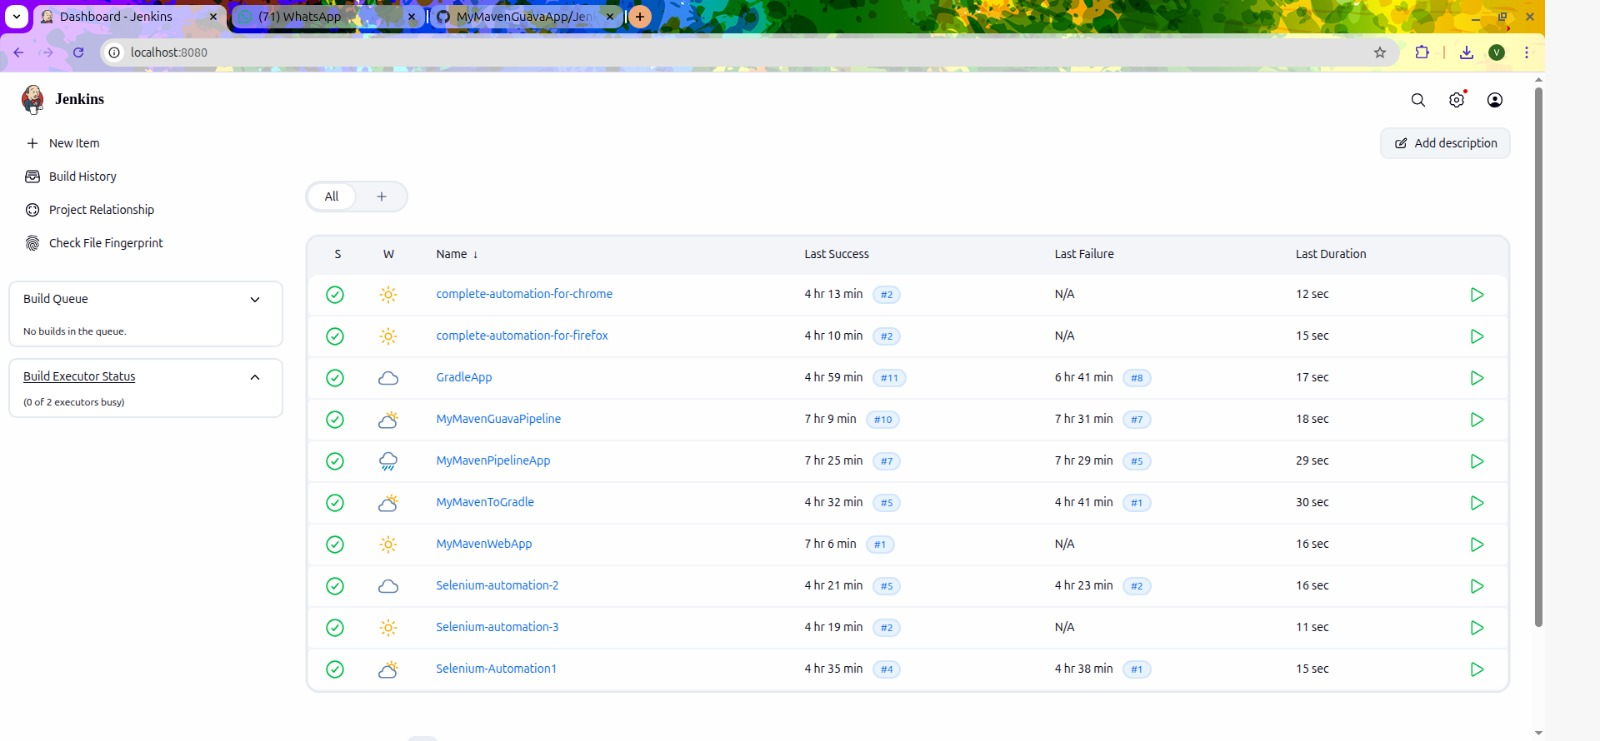 Dashboard - Jenkins
(71) WhatsApp
MyMavenGuavaApp/Jen
localhost:8080
V
Jenkins
New Item
Add description
Build History
All
Project Relationship
Check File Fingerprint
S W Name ↓ Last Success Last Failure Last Duration
complete-automation-for-chrome 4 hr 13 min #2 N/A 12 sec
Build Queue
No builds in the queue.
complete-automation-for-firefox 4 hr 10 min #2 N/A 15 sec
Build Executor Status
(0 of 2 executors busy)
GradleApp 4 hr 59 min #11 6 hr 41 min #8 17 sec
MyMavenGuavaPipeline 7 hr 9 min #10 7 hr 31 min #7 18 sec
MyMavenPipelineApp 7 hr 25 min #7 7 hr 29 min #5 29 sec
MyMavenToGradle 4 hr 32 min #5 4 hr 41 min #1 30 sec
MyMavenWebApp 7 hr 6 min #1 N/A 16 sec
Selenium-automation-2 4 hr 21 min #5 4 hr 23 min #2 16 sec
Selenium-automation-3 4 hr 19 min #2 N/A 11 sec
Selenium-Automation1 4 hr 35 min #4 4 hr 38 min #1 15 sec